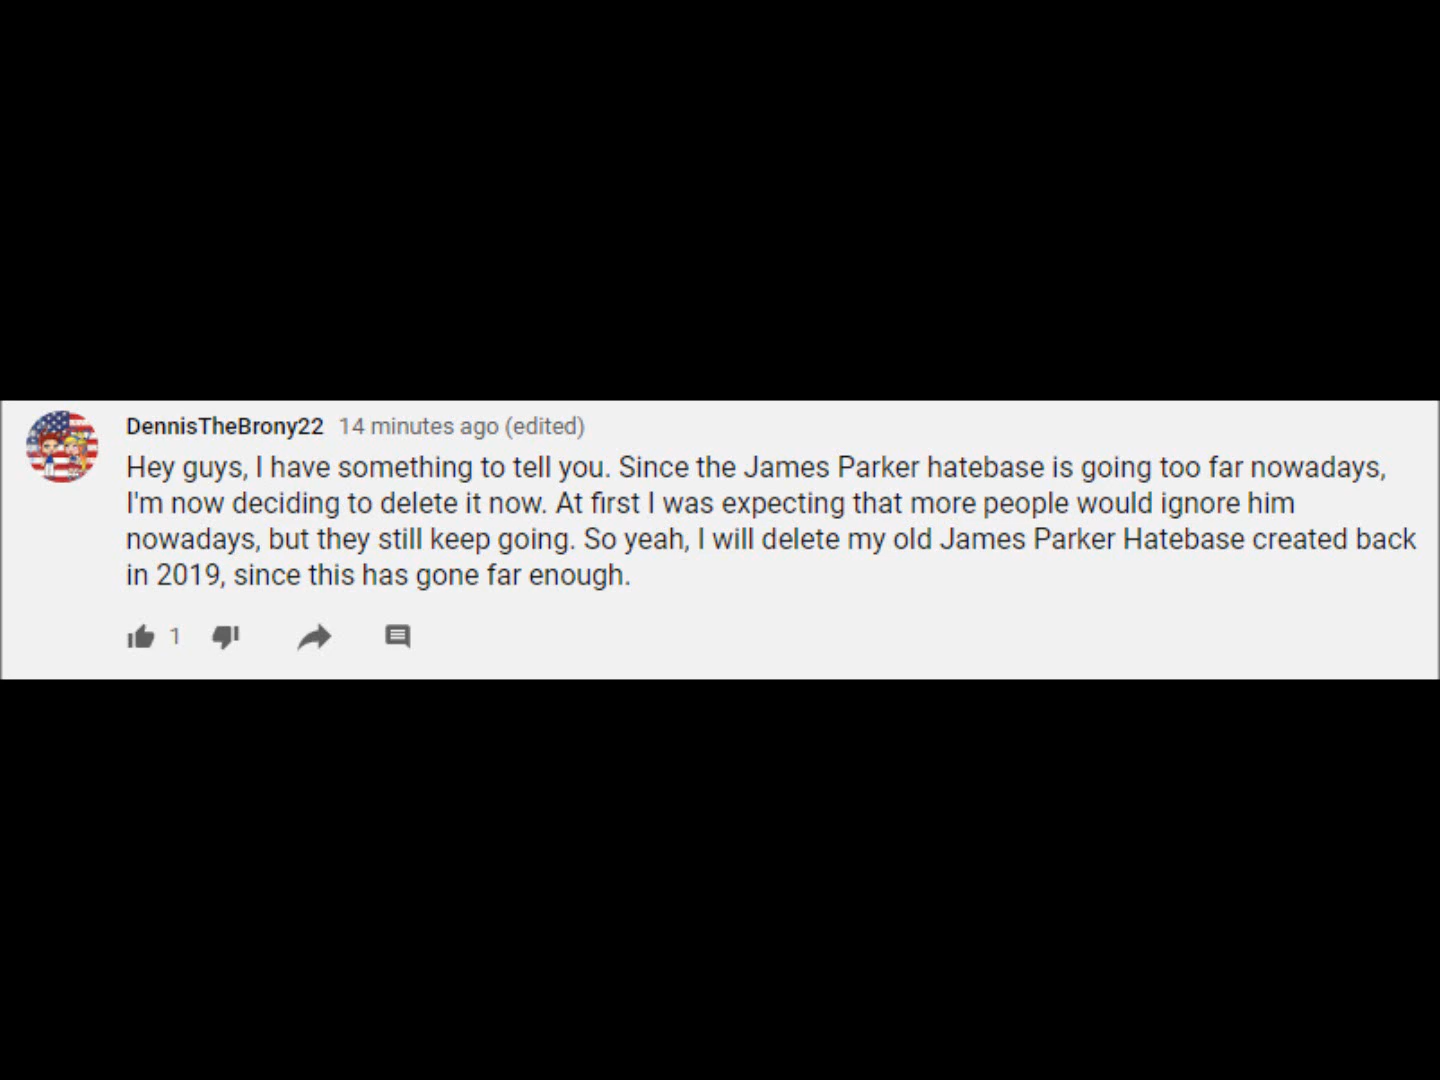 DennisTheBrony22 14 minutes ago (edited)
Hey guys, I have something to tell you. Since the James Parker hatebase is going too far nowadays,
I'm now deciding to delete it now. At first I was expecting that more people would ignore him
nowadays, but they still keep going. So yeah, I will delete my old James Parker Hatebase created back
in 2019, since this has gone far enough.
1